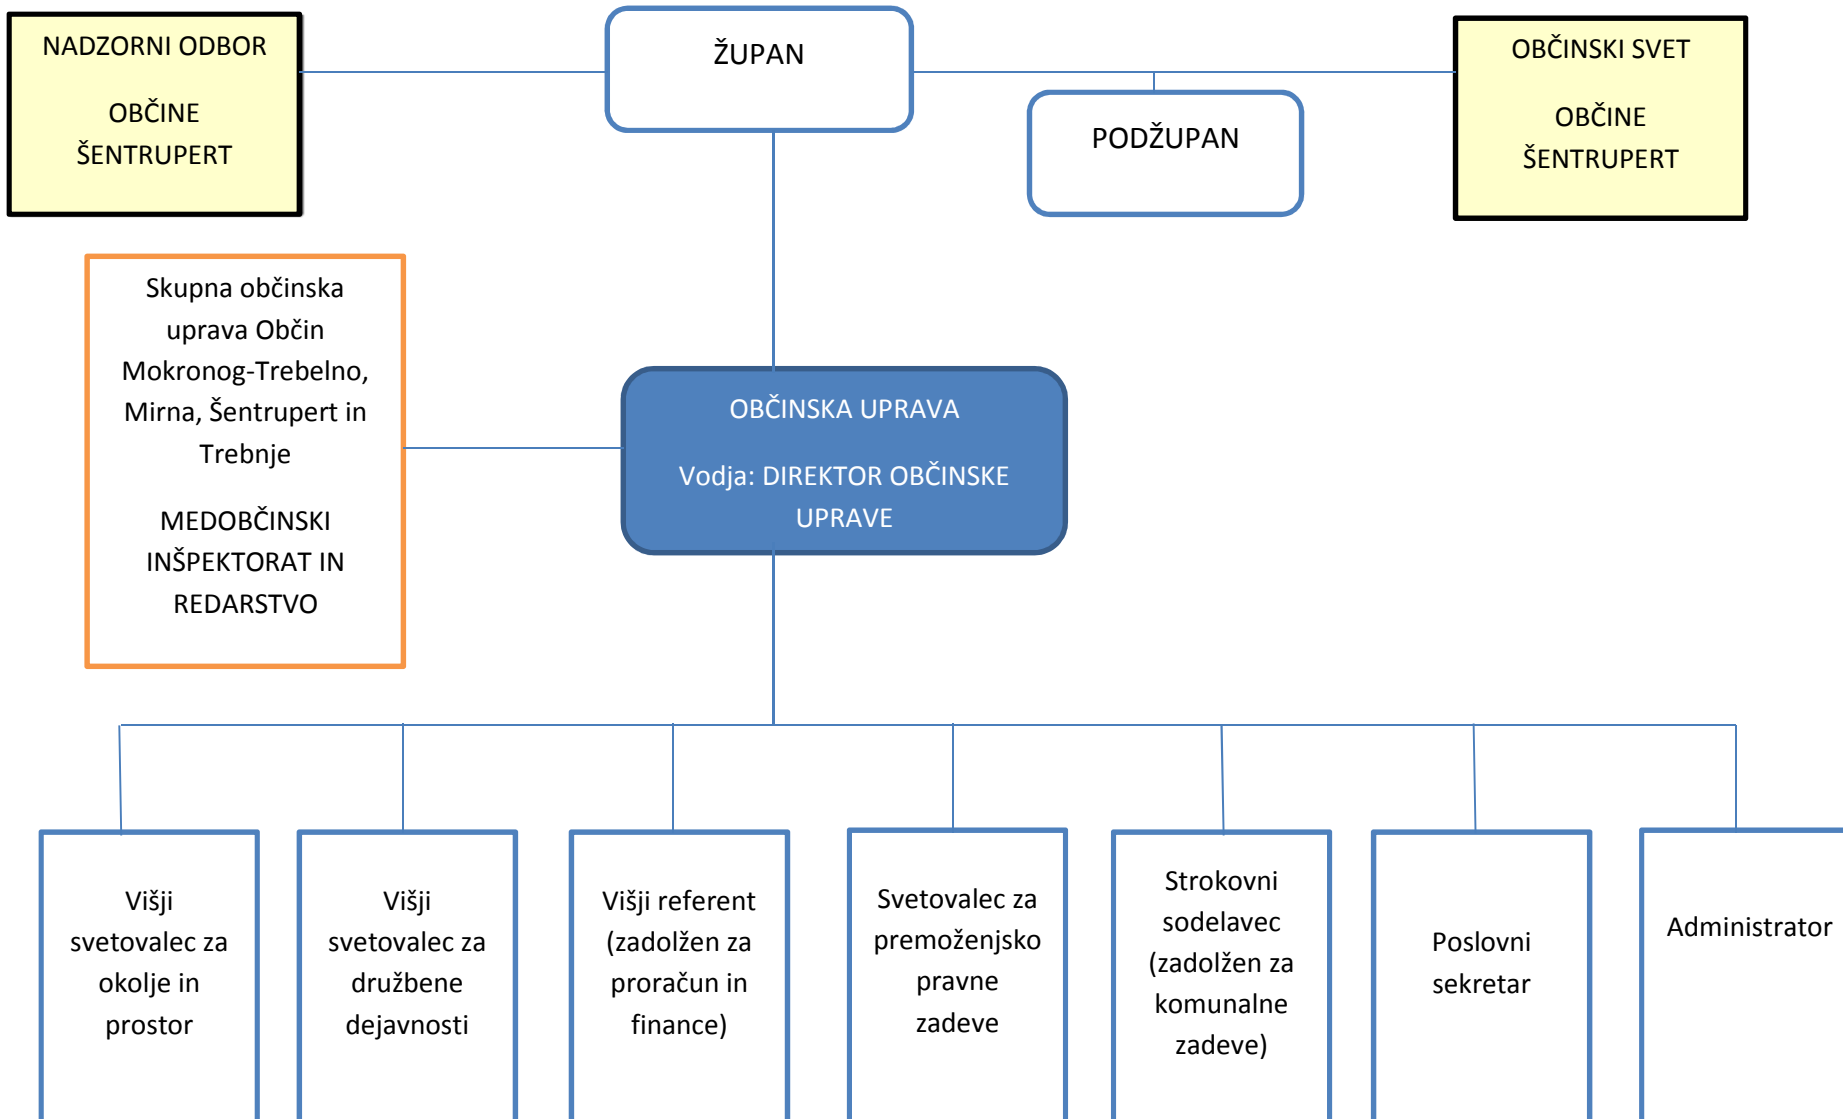 NADZORNI ODBOR
OBČINE
ŠENTRUPERT
ŽUPAN
PODŽUPAN
OBČINSKI SVET
OBČINE
ŠENTRUPERT
Skupna občinska
uprava Občin
Mokronog-Trebelno,
Mirna, Šentrupert in
Trebnje
MEDOBČINSKI
INŠPEKTORAT IN
REDARSTVO
OBČINSKA UPRAVA
Vodja: DIREKTOR OBČINSKE
UPRAVE
Višji
svetovalec za
okolje in
prostor
Višji
svetovalec za
družbene
dejavnosti
Višji referent
(zadolžen za
proračun in
finance)
Svetovalec za
premoženjsko
pravne
zadeve
Strokovni
sodelavec
(zadolžen za
komunalne
zadeve)
Poslovni
sekretar
Administrator